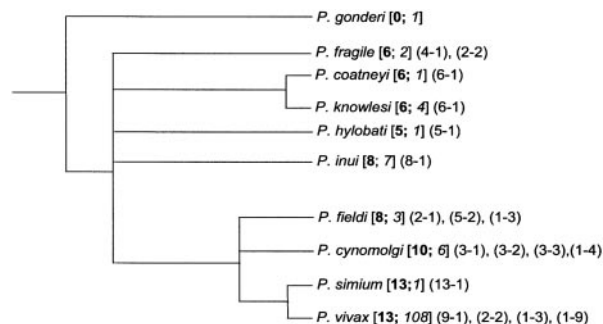 P. gonderi [0; 1]
P. fragile [6; 2] (4-1), (2-2)
P. coatneyi [6; 1] (6-1)
P. knowlesi [6; 4] (6-1)
P. hylobati [5; 1] (5-1)
P. inui [8; 7] (8-1)
P. fieldi [8; 3] (2-1), (5-2), (1-3)
P. cynomolgi [10; 6] (3-1), (3-2), (3-3),(1-4)
P. simium [13;1] (13-1)
P. vivax [13; 108] (9-1), (2-2), (1-3), (1-9)